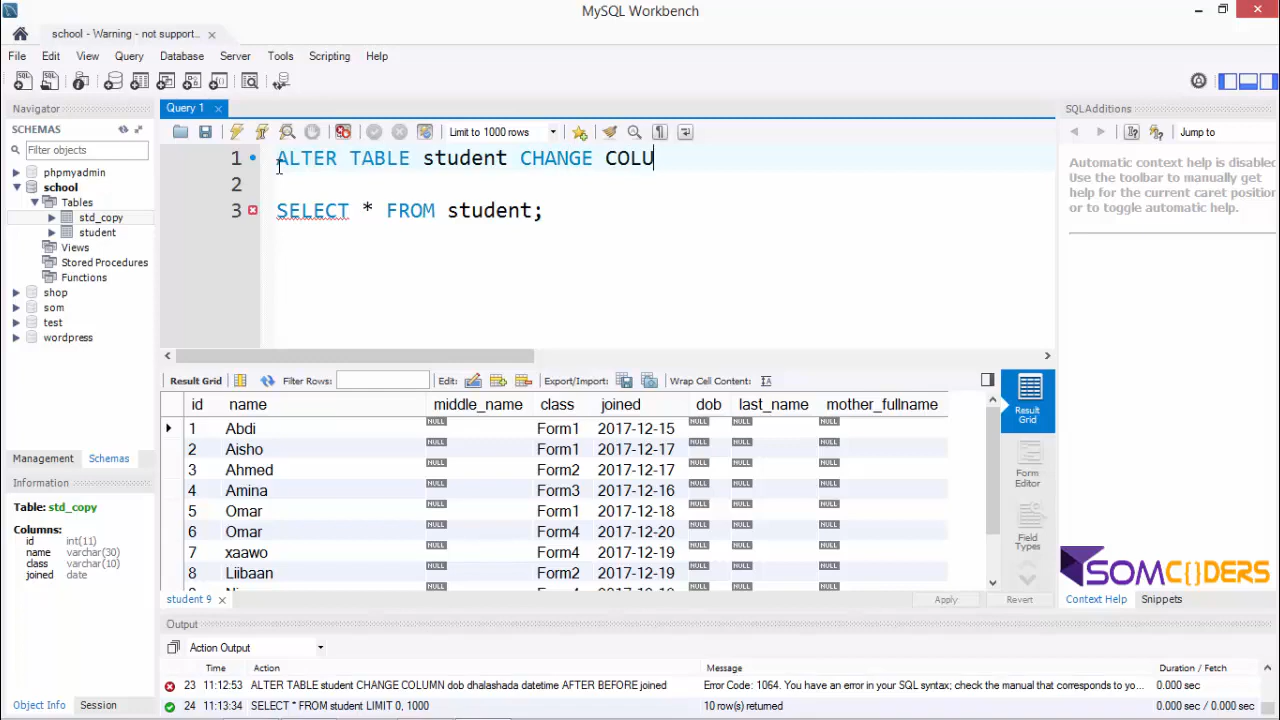 MySQL Workbench
school - Warning - not support...
File Edit View Query Database Server Tools Scripting Help
Navigator
SCHEMAS
Filter objects
phpmyadmin
school
Tables
std_copy
student
Views
Stored Procedures
Functions
shop
som
test
wordpress
Management Schemas
Information
Table: std_copy
Columns:
id int(11)
name varchar(30)
class varchar(10)
joined date
Object Info Session
Query 1
Limit to 1000 rows
1 ALTER TABLE student CHANGE COLU
2
3 SELECT * FROM student;
Result Grid Filter Rows: Edit: Export/Import: Wrap Cell Content:
id name middle_name class joined dob last_name mother_fullname
1 Abdi NULL Form1 2017-12-15 NULL NULL NULL
2 Aisho NULL Form1 2017-12-17 NULL NULL NULL
3 Ahmed NULL Form2 2017-12-17 NULL NULL NULL
4 Amina NULL Form3 2017-12-16 NULL NULL NULL
5 Omar NULL Form1 2017-12-18 NULL NULL NULL
6 Omar NULL Form4 2017-12-20 NULL NULL NULL
7 xaawo NULL Form4 2017-12-19 NULL NULL NULL
8 Liibaan NULL Form2 2017-12-19 NULL NULL NULL
Result Grid
Form Editor
Field Types
student 9
Apply Revert
Output
Action Output
Time Action Message Duration / Fetch
23 11:12:53 ALTER TABLE student CHANGE COLUMN dob dhalashada datetime AFTER BEFORE joined Error Code: 1064. You have an error in your SQL syntax; check the manual that corresponds to yo... 0.000 sec
24 11:13:34 SELECT * FROM student LIMIT 0, 1000 10 row(s) returned 0.000 sec / 0.000 sec
SQLAdditions
Jump to
Automatic context help is disabled
Use the toolbar to manually get
help for the current caret position
or to toggle automatic help.
SOMC{}DERS
Context Help Snippets